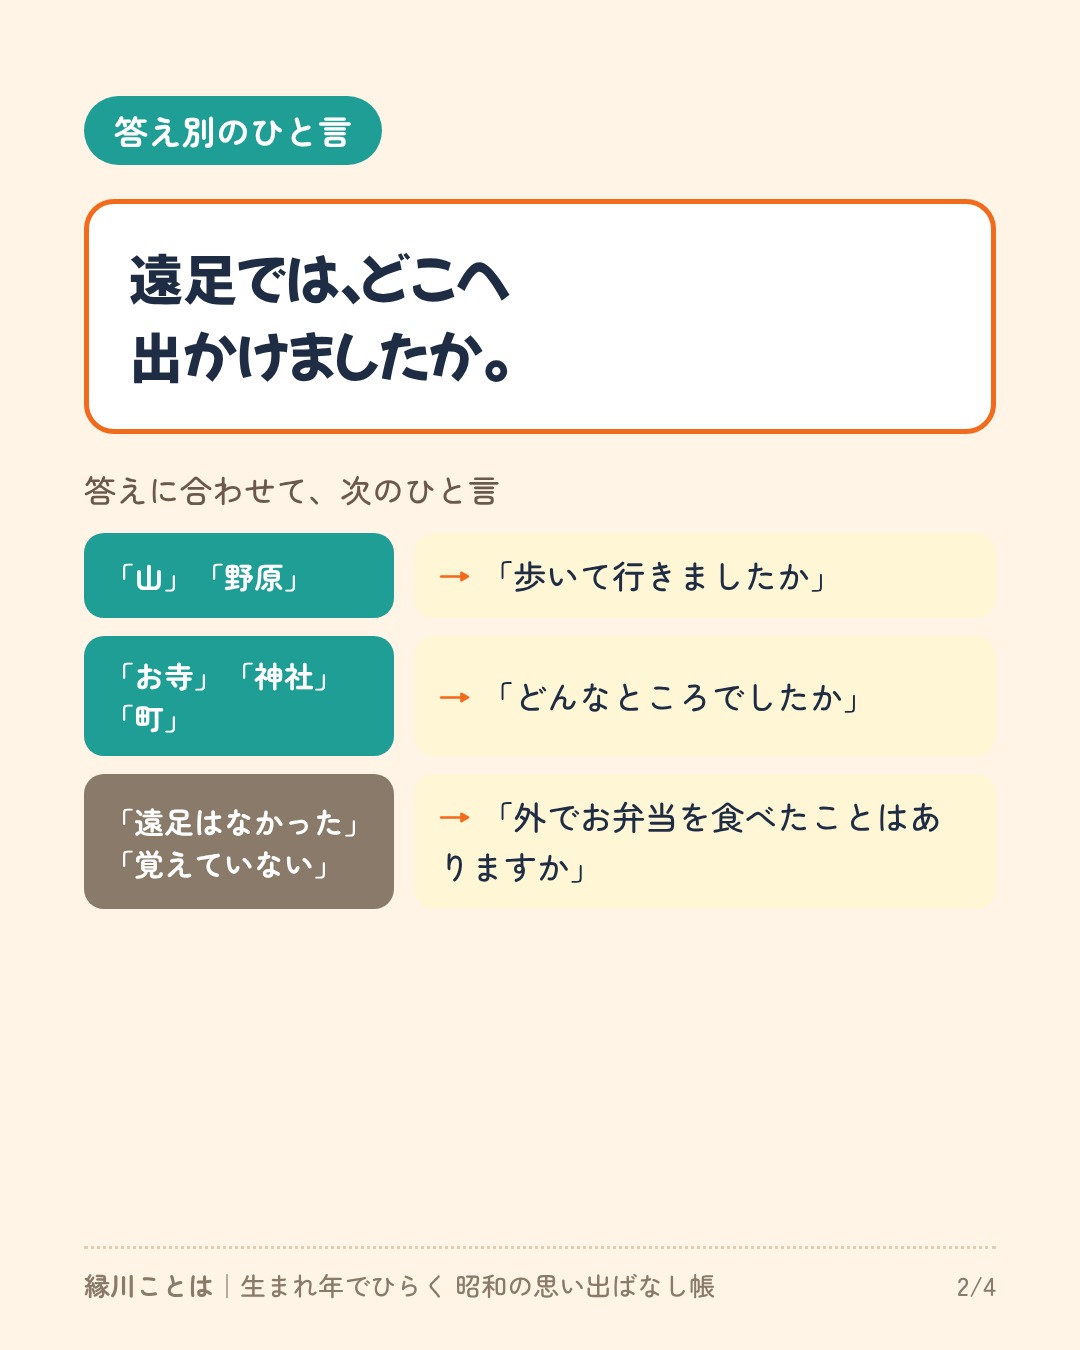 答え別のひと言
遠足では、どこへ
出かけましたか。
答えに合わせて、次のひと言
「山」「野原」
→「歩いて行きましたか」
「お寺」「神社」
「町」
→「どんなところでしたか」
「遠足はなかった」
「覚えていない」
→「外でお弁当を食べたことはあ
りますか」
縁川ことは｜生まれ年でひらく 昭和の思い出ばなし帳
2/4